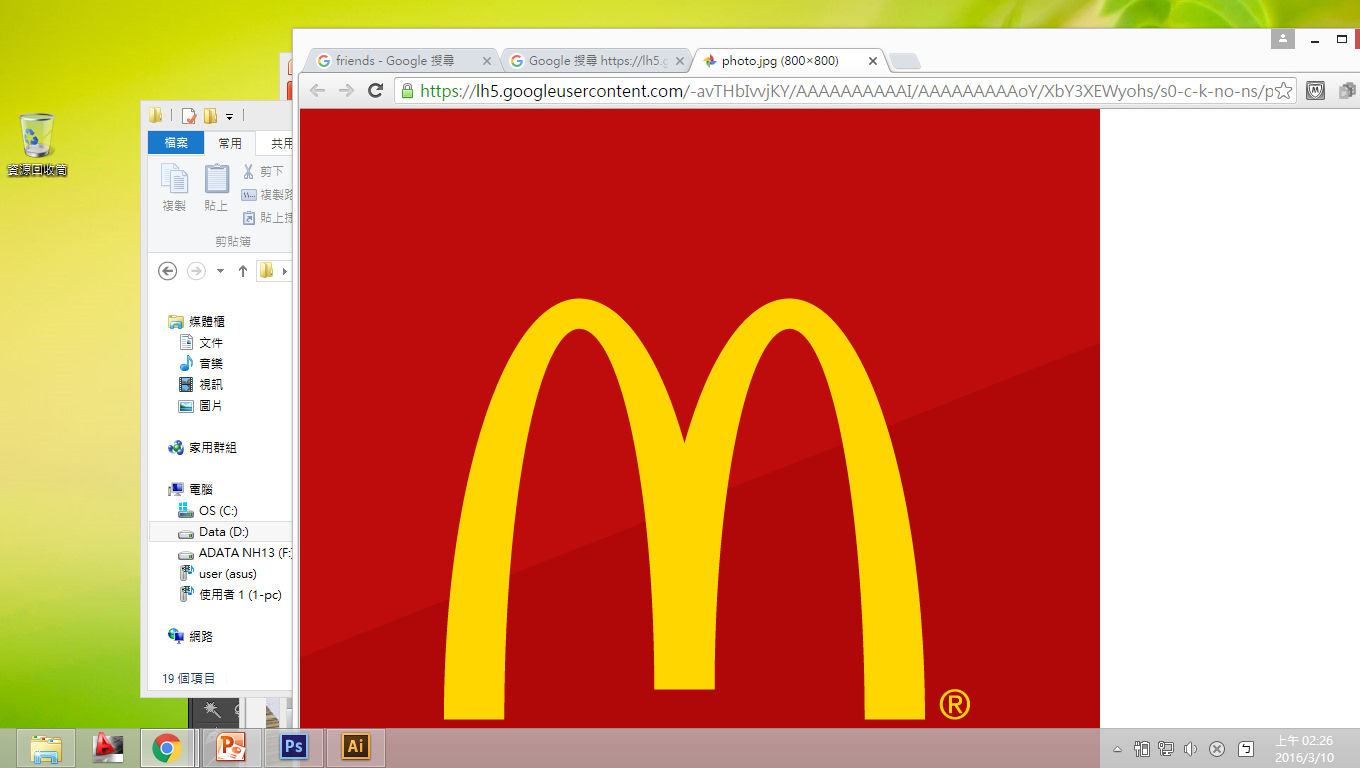 friends - Google 搜尋
Google 搜尋 https://lh5.g
photo.jpg (800×800)
https://lh5.googleusercontent.com/-avTHbIvvjKY/AAAAAAAAAAI/AAAAAAAAAoY/XbY3XEWyohs/s0-c-k-no-ns/p
資源回收筒
檔案
常用
共用
剪下
複製
貼上
複製路
貼上捷
剪貼簿
媒體櫃
文件
音樂
視訊
圖片
家用群組
電腦
OS (C:)
Data (D:)
ADATA NH13 (F:
user (asus)
使用者 1 (1-pc)
網路
19 個項目
®
Ps
Ai
上午 02:26
2016/3/10